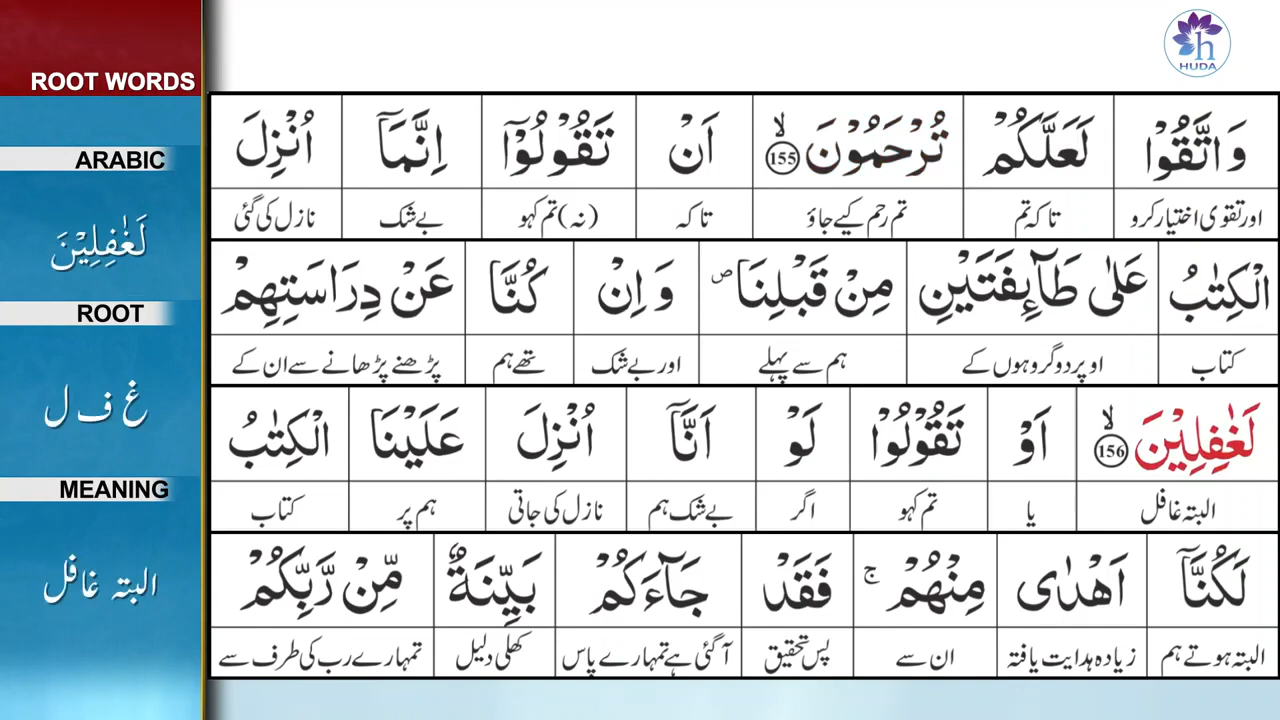 h
HUDA
ROOT WORDS
ARABIC
لَغٰفِلِيْنَ
ROOT
غ ف ل
MEANING
البتہ غافل
وَاتَّقُوْا لَعَلَّكُمْ تُرْحَمُوْنَ ۙ 155 اَنْ تَقُوْلُوْۤا اِنَّمَاۤ اُنْزِلَ
اور تقوی اختیار کرو تاکہ تم تم رحم کیے جاؤ تاکہ (نہ) تم کہو بے شک نازل کی گئی
الْكِتٰبُ عَلٰى طَآىِٕفَتَيْنِ مِنْ قَبْلِنَا ۖ وَاِنْ كُنَّا عَنْ دِرَاسَتِهِمْ
کتاب اوپر دو گروہوں کے ہم سے پہلے اور بے شک تھے ہم پڑھنے پڑھانے سے ان کے
لَغٰفِلِيْنَ ۙ 156 اَوْ تَقُوْلُوْا لَوْ اَنَّاۤ اُنْزِلَ عَلَيْنَا الْكِتٰبُ
البتہ غافل یا تم کہو اگر بے شک ہم نازل کی جاتی ہم پر کتاب
لَكُنَّاۤ اَهْدٰى مِنْهُمْ ۚ فَقَدْ جَآءَكُمْ بَيِّنَةٌ مِّنْ رَّبِّكُمْ
البتہ ہوتے ہم زیادہ ہدایت یافتہ ان سے پس تحقیق آ گئی ہے تمہارے پاس کھلی دلیل تمہارے رب کی طرف سے